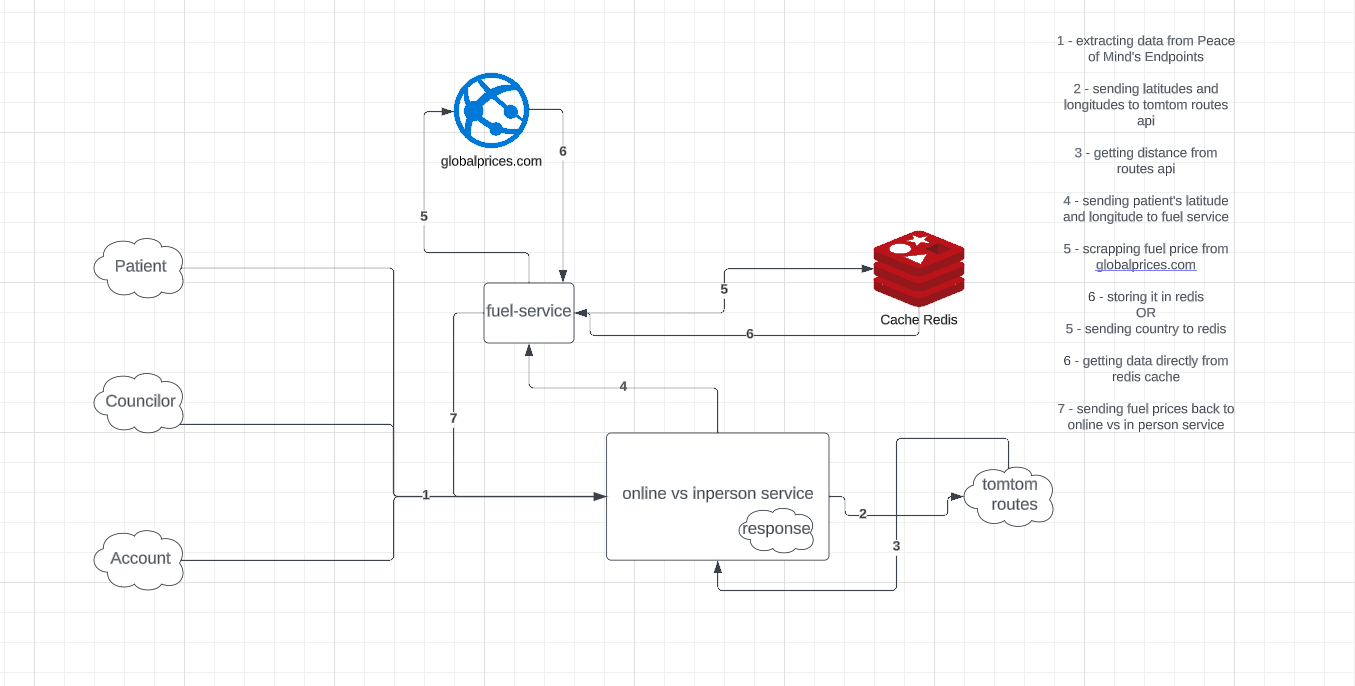 globalprices.com
6
5
Patient
fuel-service
5
Cache Redis
6
4
Councilor
7
1
online vs inperson service
response
2
tomtom
routes
3
Account
1 - extracting data from Peace
of Mind's Endpoints
2 - sending latitudes and
longitudes to tomtom routes
api
3 - getting distance from
routes api
4 - sending patient's latitude
and longitude to fuel service
5 - scrapping fuel price from
globalprices.com
6 - storing it in redis
OR
5 - sending country to redis
6 - getting data directly from
redis cache
7 - sending fuel prices back to
online vs in person service